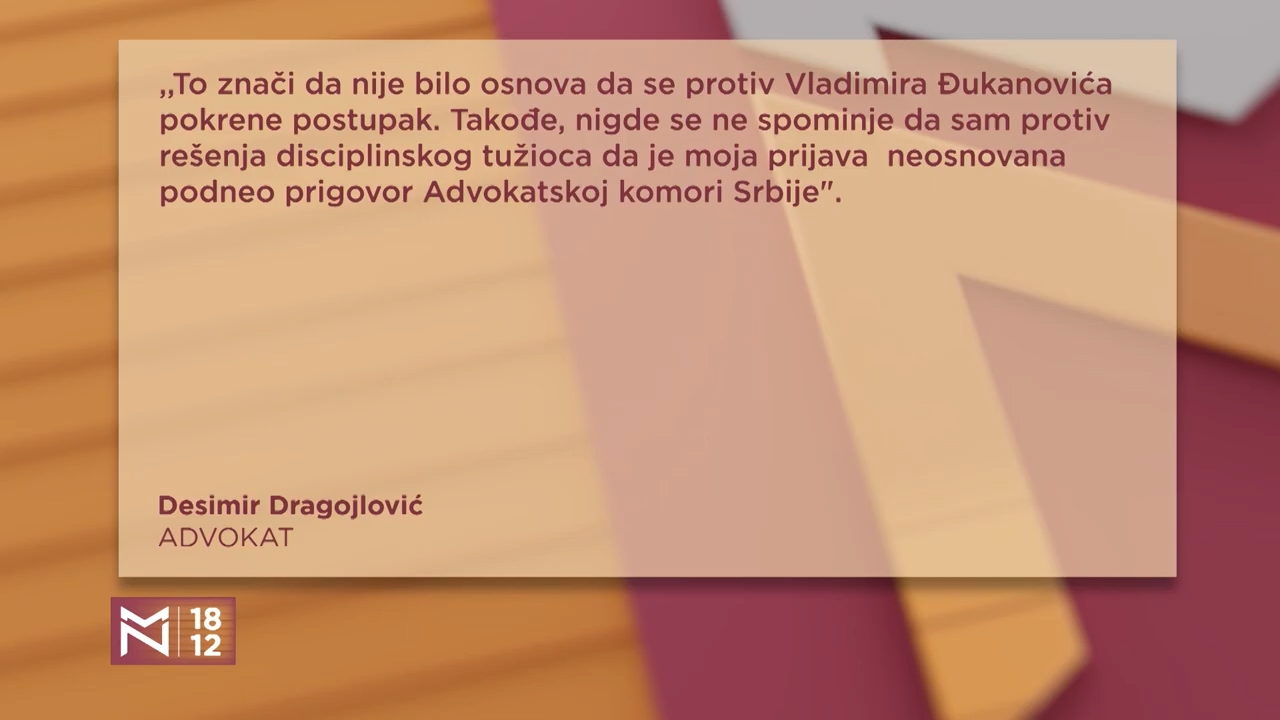 ,,To znači da nije bilo osnova da se protiv Vladimira Đukanovića
pokrene postupak. Takođe, nigde se ne spominje da sam protiv
rešenja disciplinskog tužioca da je moja prijava  neosnovana
podneo prigovor Advokatskoj komori Srbije".
Desimir Dragojlović
ADVOKAT
18
12